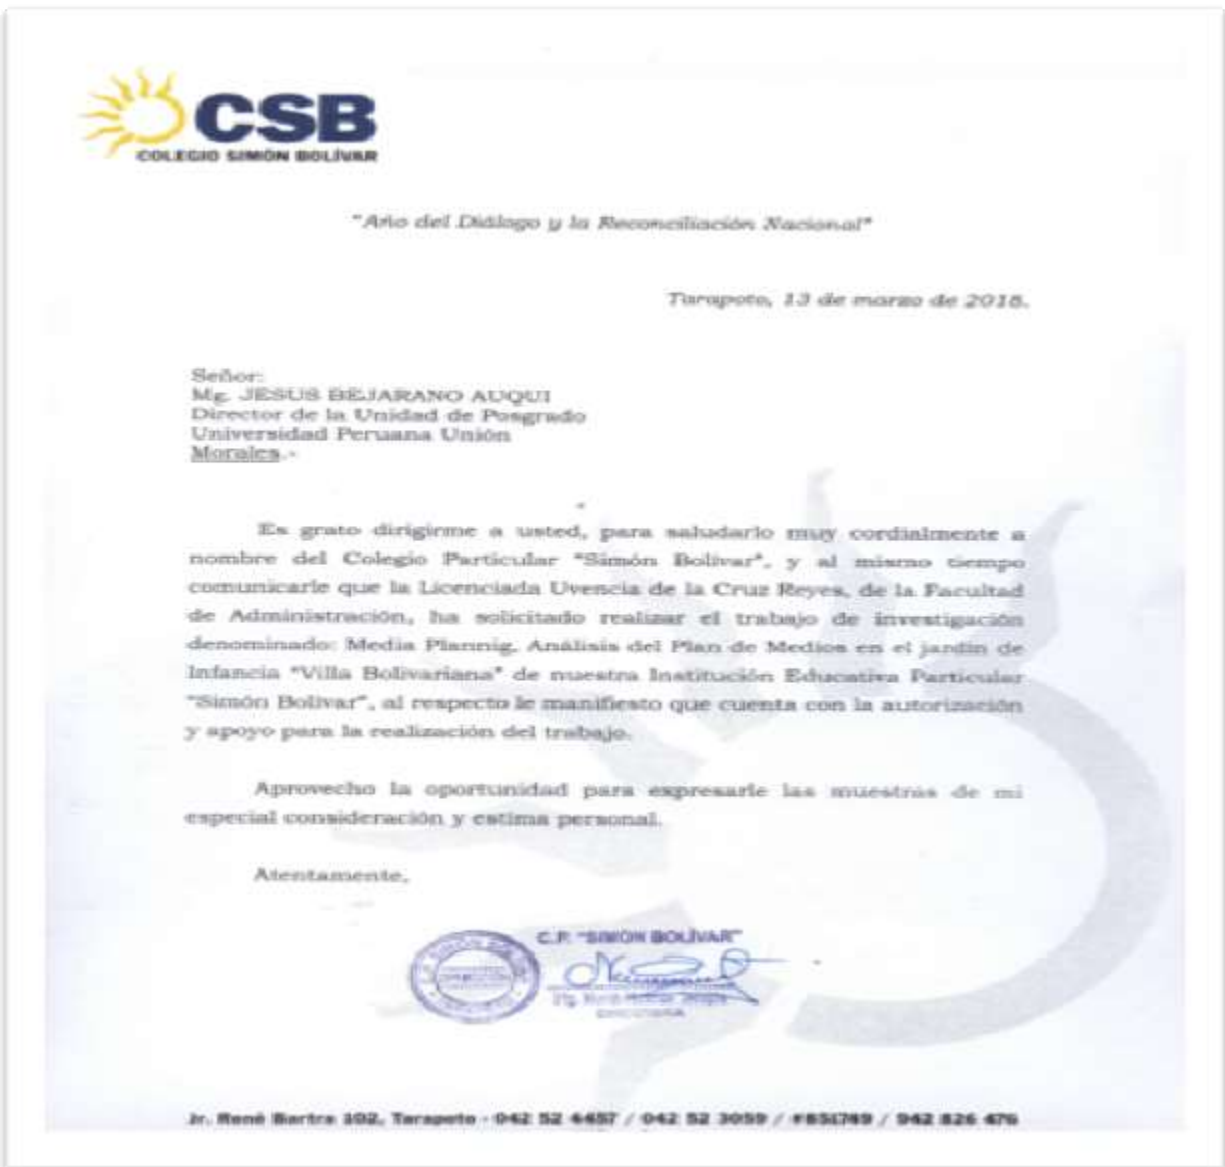 CSB
COLEGIO SIMÓN BOLÍVAR
"Año del Diálogo y la Reconciliación Nacional"
Tarapoto, 13 de marzo de 2018.
Señor:
Mg. JESUS BEJARANO AUQUI
Director de la Unidad de Posgrado
Universidad Peruana Unión
Morales.-
Es grato dirigirme a usted, para saludarlo muy cordialmente a
nombre del Colegio Particular "Simón Bolívar", y al mismo tiempo
comunicarle que la Licenciada Uvencia de la Cruz Reyes, de la Facultad
de Administración, ha solicitado realizar el trabajo de investigación
denominado: Media Plannig, Análisis del Plan de Medios en el jardín de
Infancia "Villa Bolivariana" de nuestra Institución Educativa Particular
"Simón Bolívar", al respecto le manifiesto que cuenta con la autorización
y apoyo para la realización del trabajo.
Aprovecho la oportunidad para expresarle las muestras de mi
especial consideración y estima personal.
Atentamente,
C.P. "SIMÓN BOLÍVAR"
Mg.
DIRECTORA
Jr. René Bartra 102, Tarapoto - 042 52 4457 / 042 52 3059 / #851749 / 942 826 476